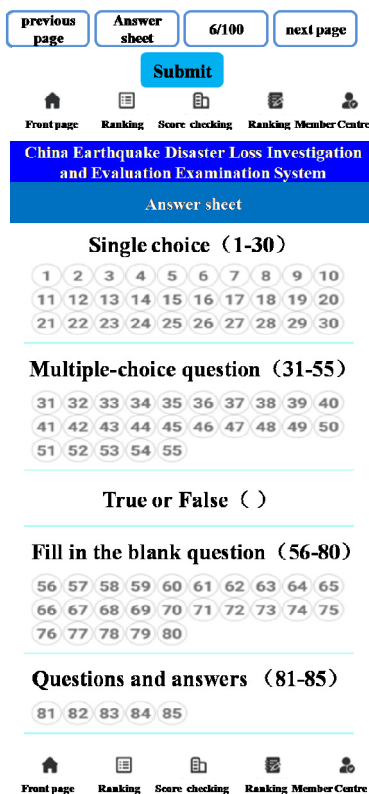 previous page Answer sheet 6/100 next page
Submit
Front page Ranking Score checking Ranking Member Centre
China Earthquake Disaster Loss Investigation
and Evaluation Examination System
Answer sheet
Single choice（1-30）
1 2 3 4 5 6 7 8 9 10
11 12 13 14 15 16 17 18 19 20
21 22 23 24 25 26 27 28 29 30
Multiple-choice question（31-55）
31 32 33 34 35 36 37 38 39 40
41 42 43 44 45 46 47 48 49 50
51 52 53 54 55
True or False（ ）
Fill in the blank question（56-80）
56 57 58 59 60 61 62 63 64 65
66 67 68 69 70 71 72 73 74 75
76 77 78 79 80
Questions and answers （81-85）
81 82 83 84 85
Front page Ranking Score checking Ranking Member Centre